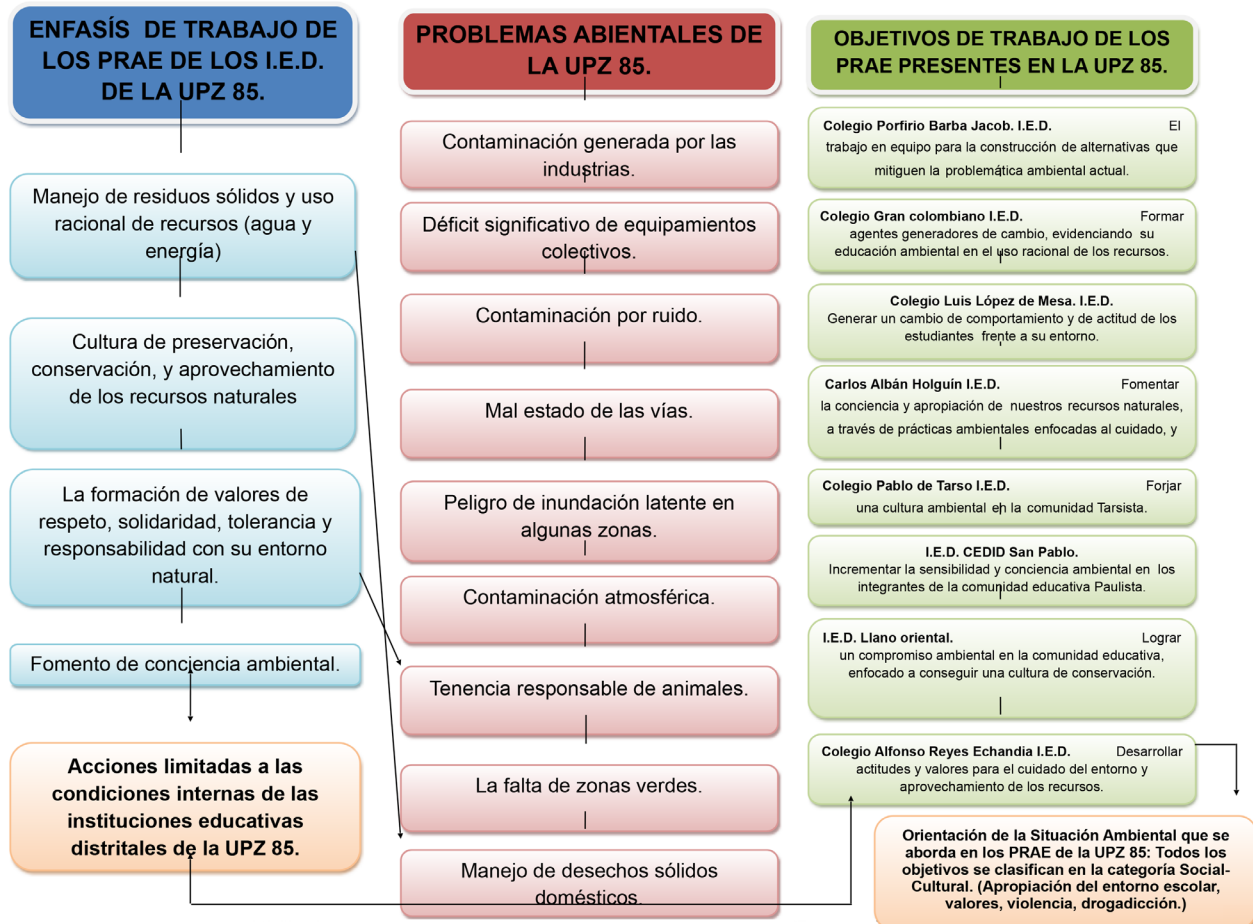 ENFASÍS DE TRABAJO DE
LOS PRAE DE LOS I.E.D.
DE LA UPZ 85.
Manejo de residuos sólidos y uso
racional de recursos (agua y
energía)
Cultura de preservación,
conservación, y aprovechamiento
de los recursos naturales
La formación de valores de
respeto, solidaridad, tolerancia y
responsabilidad con su entorno
natural.
Fomento de conciencia ambiental.
Acciones limitadas a las
condiciones internas de las
instituciones educativas
distritales de la UPZ 85.
PROBLEMAS ABIENTALES DE
LA UPZ 85.
Contaminación generada por las
industrias.
Déficit significativo de equipamientos
colectivos.
Contaminación por ruido.
Mal estado de las vías.
Peligro de inundación latente en
algunas zonas.
Contaminación atmosférica.
Tenencia responsable de animales.
La falta de zonas verdes.
Manejo de desechos sólidos
domésticos.
OBJETIVOS DE TRABAJO DE LOS
PRAE PRESENTES EN LA UPZ 85.
Colegio Porfirio Barba Jacob. I.E.D. El
trabajo en equipo para la construcción de alternativas que
mitiguen la problemática ambiental actual.
Colegio Gran colombiano I.E.D. Formar
agentes generadores de cambio, evidenciando su
educación ambiental en el uso racional de los recursos.
Colegio Luis López de Mesa. I.E.D.
Generar un cambio de comportamiento y de actitud de los
estudiantes frente a su entorno.
Carlos Albán Holguín I.E.D. Fomentar
la conciencia y apropiación de nuestros recursos naturales,
a través de prácticas ambientales enfocadas al cuidado, y
Colegio Pablo de Tarso I.E.D. Forjar
una cultura ambiental en la comunidad Tarsista.
I.E.D. CEDID San Pablo.
Incrementar la sensibilidad y conciencia ambiental en los
integrantes de la comunidad educativa Paulista.
I.E.D. Llano oriental. Lograr
un compromiso ambiental en la comunidad educativa,
enfocado a conseguir una cultura de conservación.
Colegio Alfonso Reyes Echandia I.E.D. Desarrollar
actitudes y valores para el cuidado del entorno y
aprovechamiento de los recursos.
Orientación de la Situación Ambiental que se
aborda en los PRAE de la UPZ 85: Todos los
objetivos se clasifican en la categoría Social-
Cultural. (Apropiación del entorno escolar,
valores, violencia, drogadicción.)